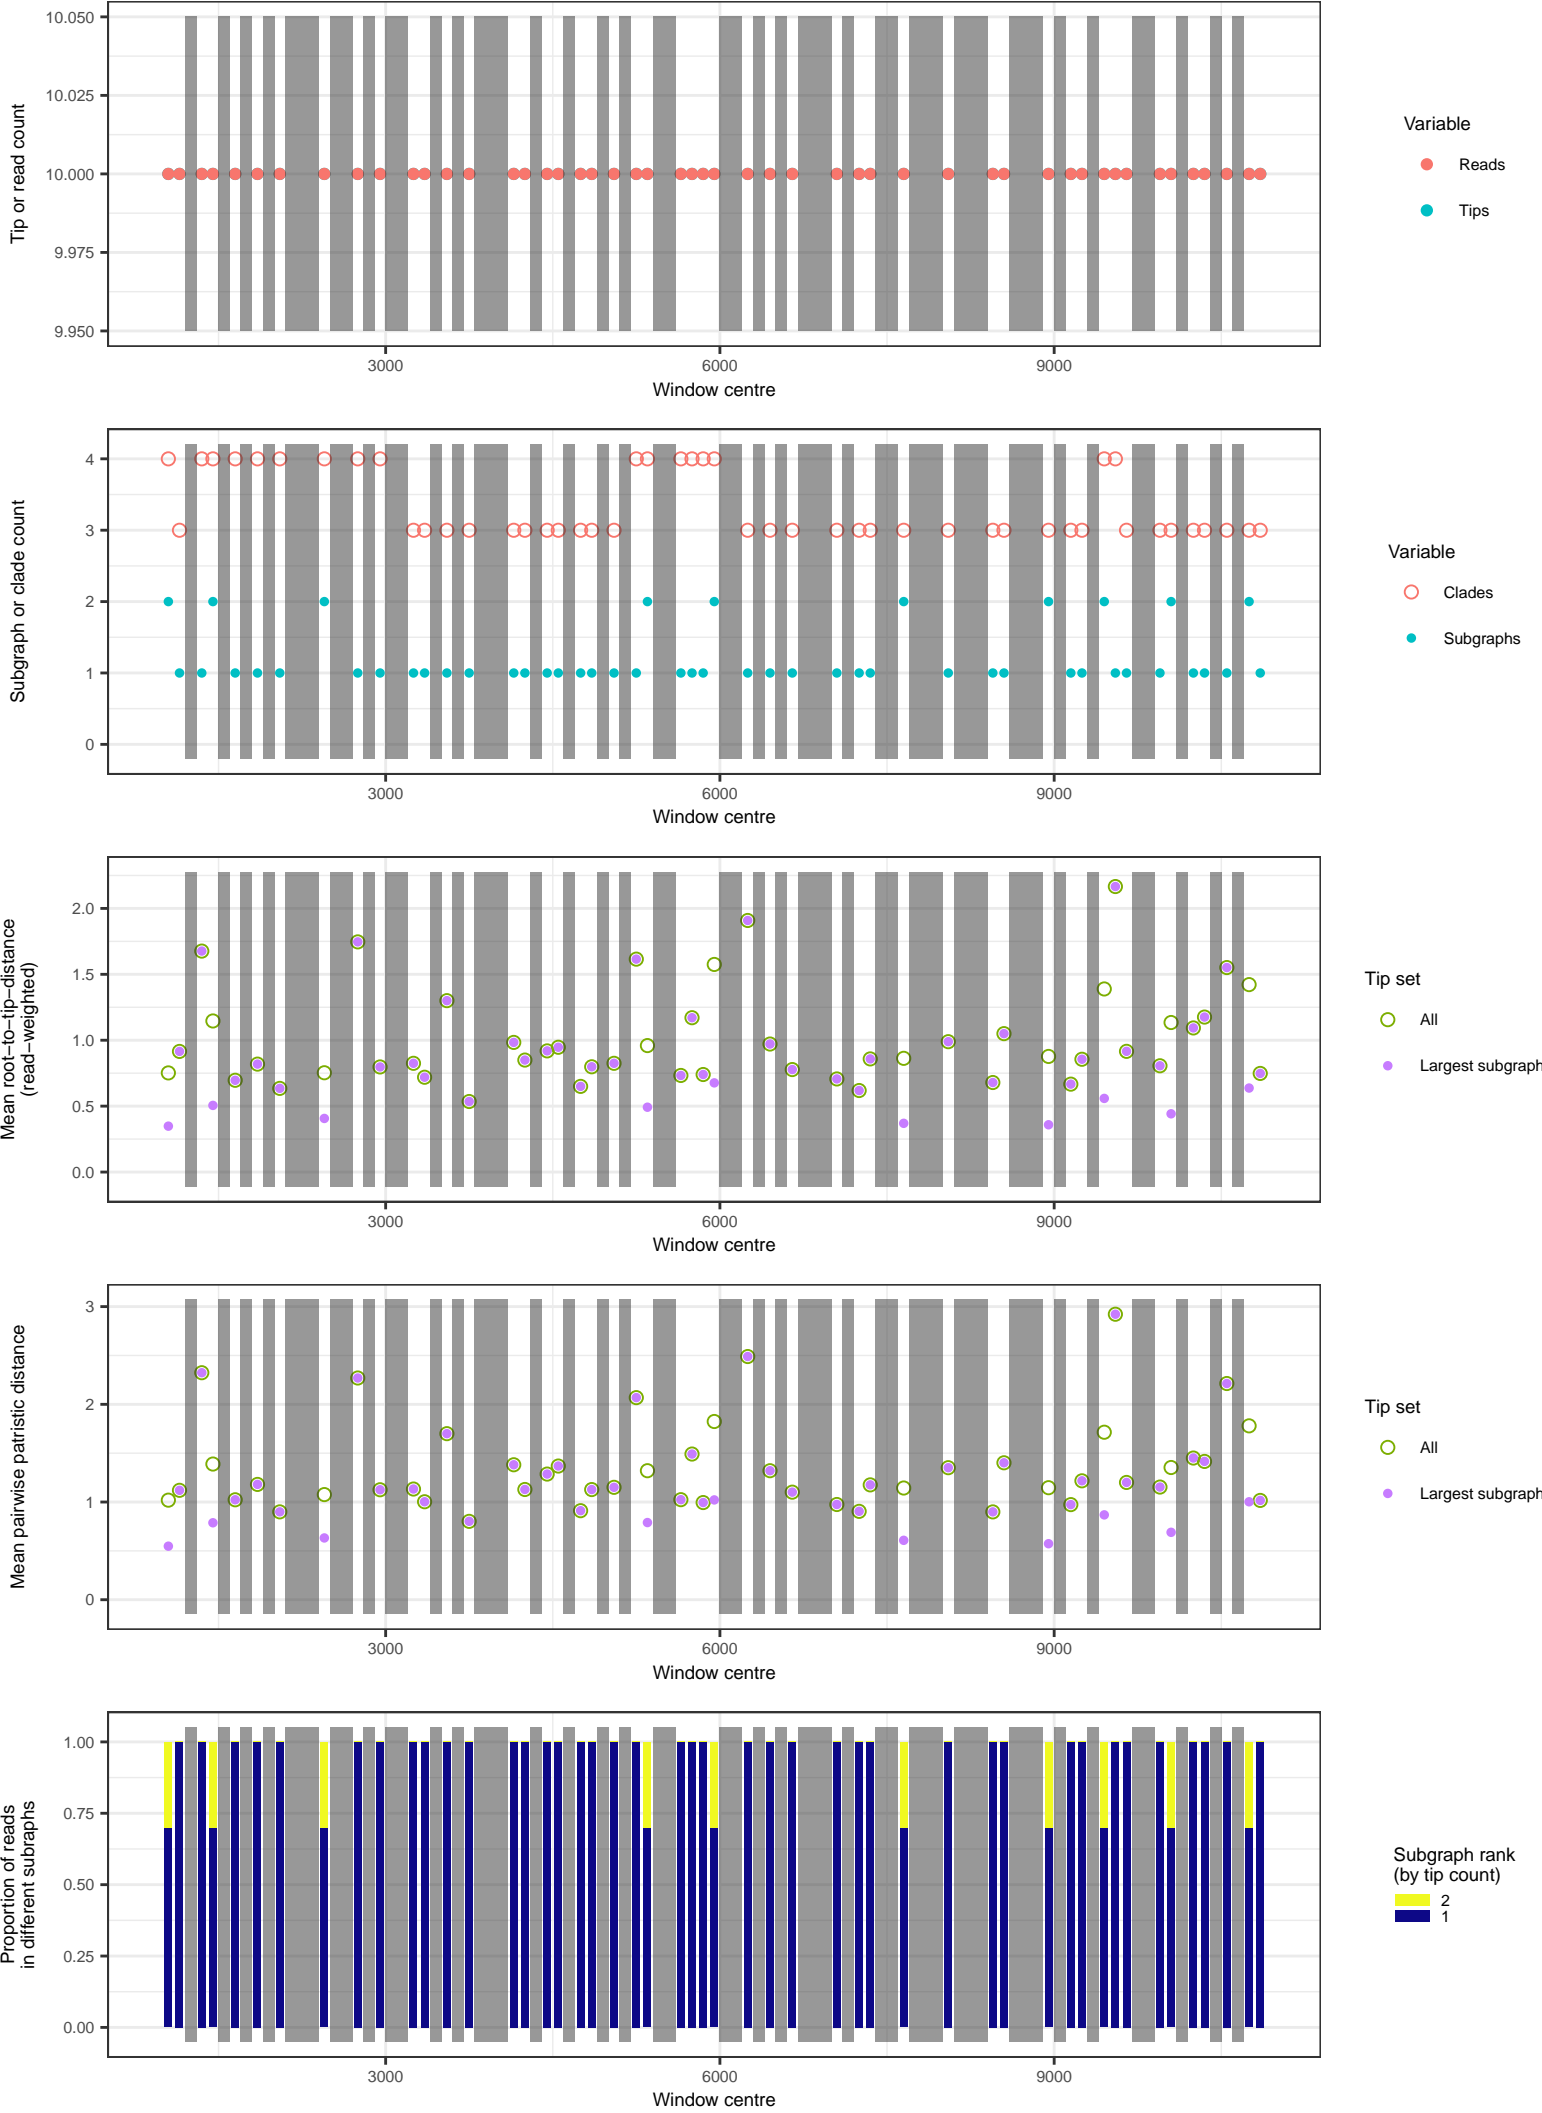 10.050
10.025
10.000
9.975
9.950
Tip or read count
3000 6000 9000
Window centre
Variable
Reads
Tips
4
3
2
1
0
Subgraph or clade count
3000 6000 9000
Window centre
Variable
Clades
Subgraphs
2.0
1.5
1.0
0.5
0.0
Mean root−to−tip−distance
(read−weighted)
3000 6000 9000
Window centre
Tip set
All
Largest subgraph
3
2
1
0
Mean pairwise patristic distance
3000 6000 9000
Window centre
Tip set
All
Largest subgraph
1.00
0.75
0.50
0.25
0.00
Proportion of reads
in different subraphs
3000 6000 9000
Window centre
Subgraph rank
(by tip count)
2
1